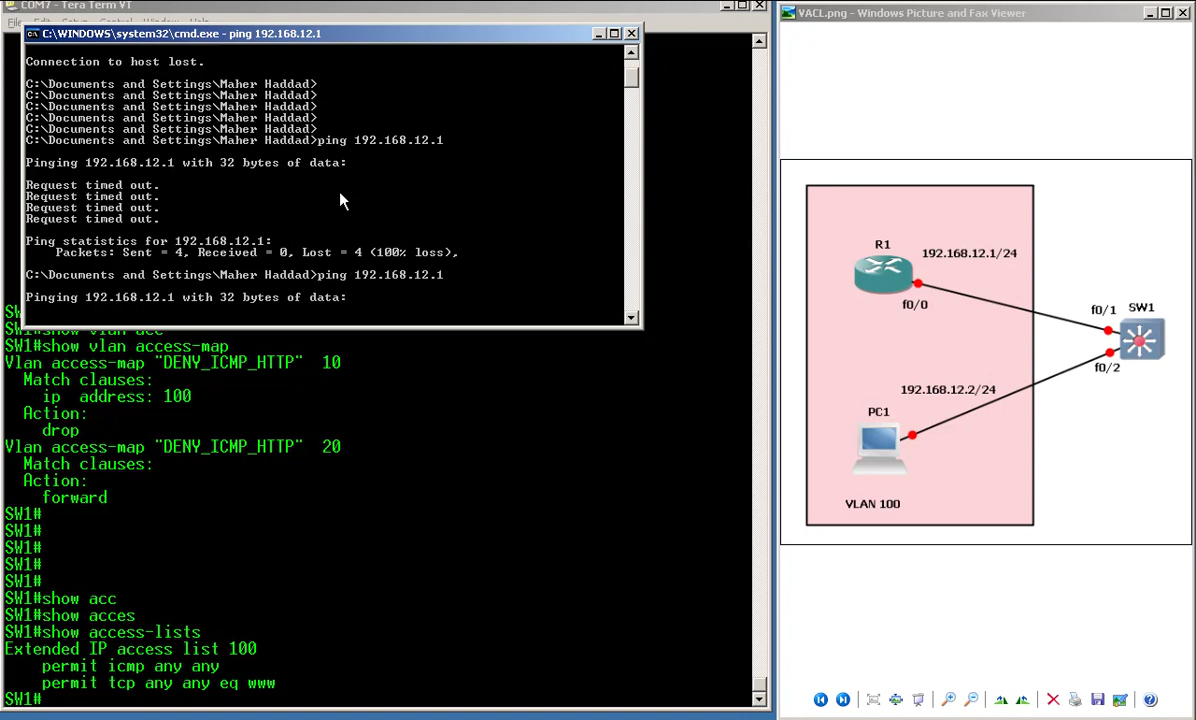 COM7 - Tera Term VT
File Edit Setup Control Window Help
C:\WINDOWS\system32\cmd.exe - ping 192.168.12.1
Connection to host lost.
C:\Documents and Settings\Maher Haddad>
C:\Documents and Settings\Maher Haddad>
C:\Documents and Settings\Maher Haddad>
C:\Documents and Settings\Maher Haddad>
C:\Documents and Settings\Maher Haddad>
C:\Documents and Settings\Maher Haddad>ping 192.168.12.1
Pinging 192.168.12.1 with 32 bytes of data:
Request timed out.
Request timed out.
Request timed out.
Request timed out.
Ping statistics for 192.168.12.1:
Packets: Sent = 4, Received = 0, Lost = 4 (100% loss),
C:\Documents and Settings\Maher Haddad>ping 192.168.12.1
Pinging 192.168.12.1 with 32 bytes of data:
SW1#show vlan acc
SW1#show vlan access-map
Vlan access-map "DENY_ICMP_HTTP" 10
Match clauses:
ip address: 100
Action:
drop
Vlan access-map "DENY_ICMP_HTTP" 20
Match clauses:
Action:
forward
SW1#
SW1#
SW1#
SW1#
SW1#
SW1#show acc
SW1#show acces
SW1#show access-lists
Extended IP access list 100
permit icmp any any
permit tcp any any eq www
SW1#
VACL.png - Windows Picture and Fax Viewer
R1
192.168.12.1/24
f0/0
f0/1
SW1
f0/2
192.168.12.2/24
PC1
VLAN 100